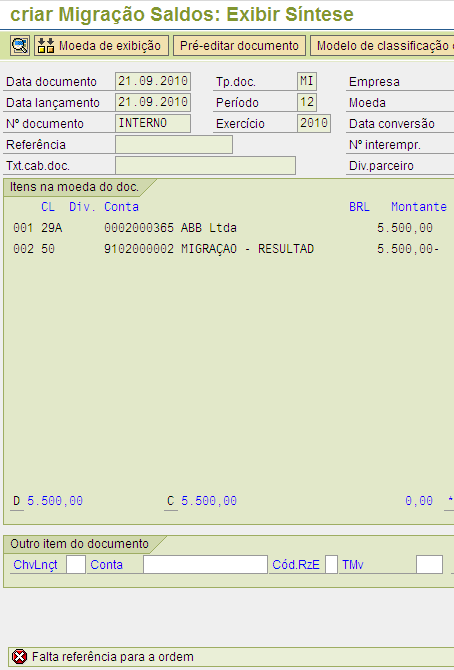 criar Migração Saldos: Exibir Síntese
Moeda de exibição Pré-editar documento Modelo de classificação
Data documento 21.09.2010 Tp.doc. MI Empresa
Data lançamento 21.09.2010 Período 12 Moeda
Nº documento INTERNO Exercício 2010 Data conversão
Referência Nº interempr.
Txt.cab.doc. Div.parceiro
Itens na moeda do doc.
CL Div. Conta BRL Montante
001 29A 0002000365 ABB Ltda 5.500,00
002 50 9102000002 MIGRAÇAO - RESULTAD 5.500,00-
D 5.500,00 C 5.500,00 0,00 *
Outro item do documento
ChvLnçt Conta Cód.RzE TMv
Falta referência para a ordem